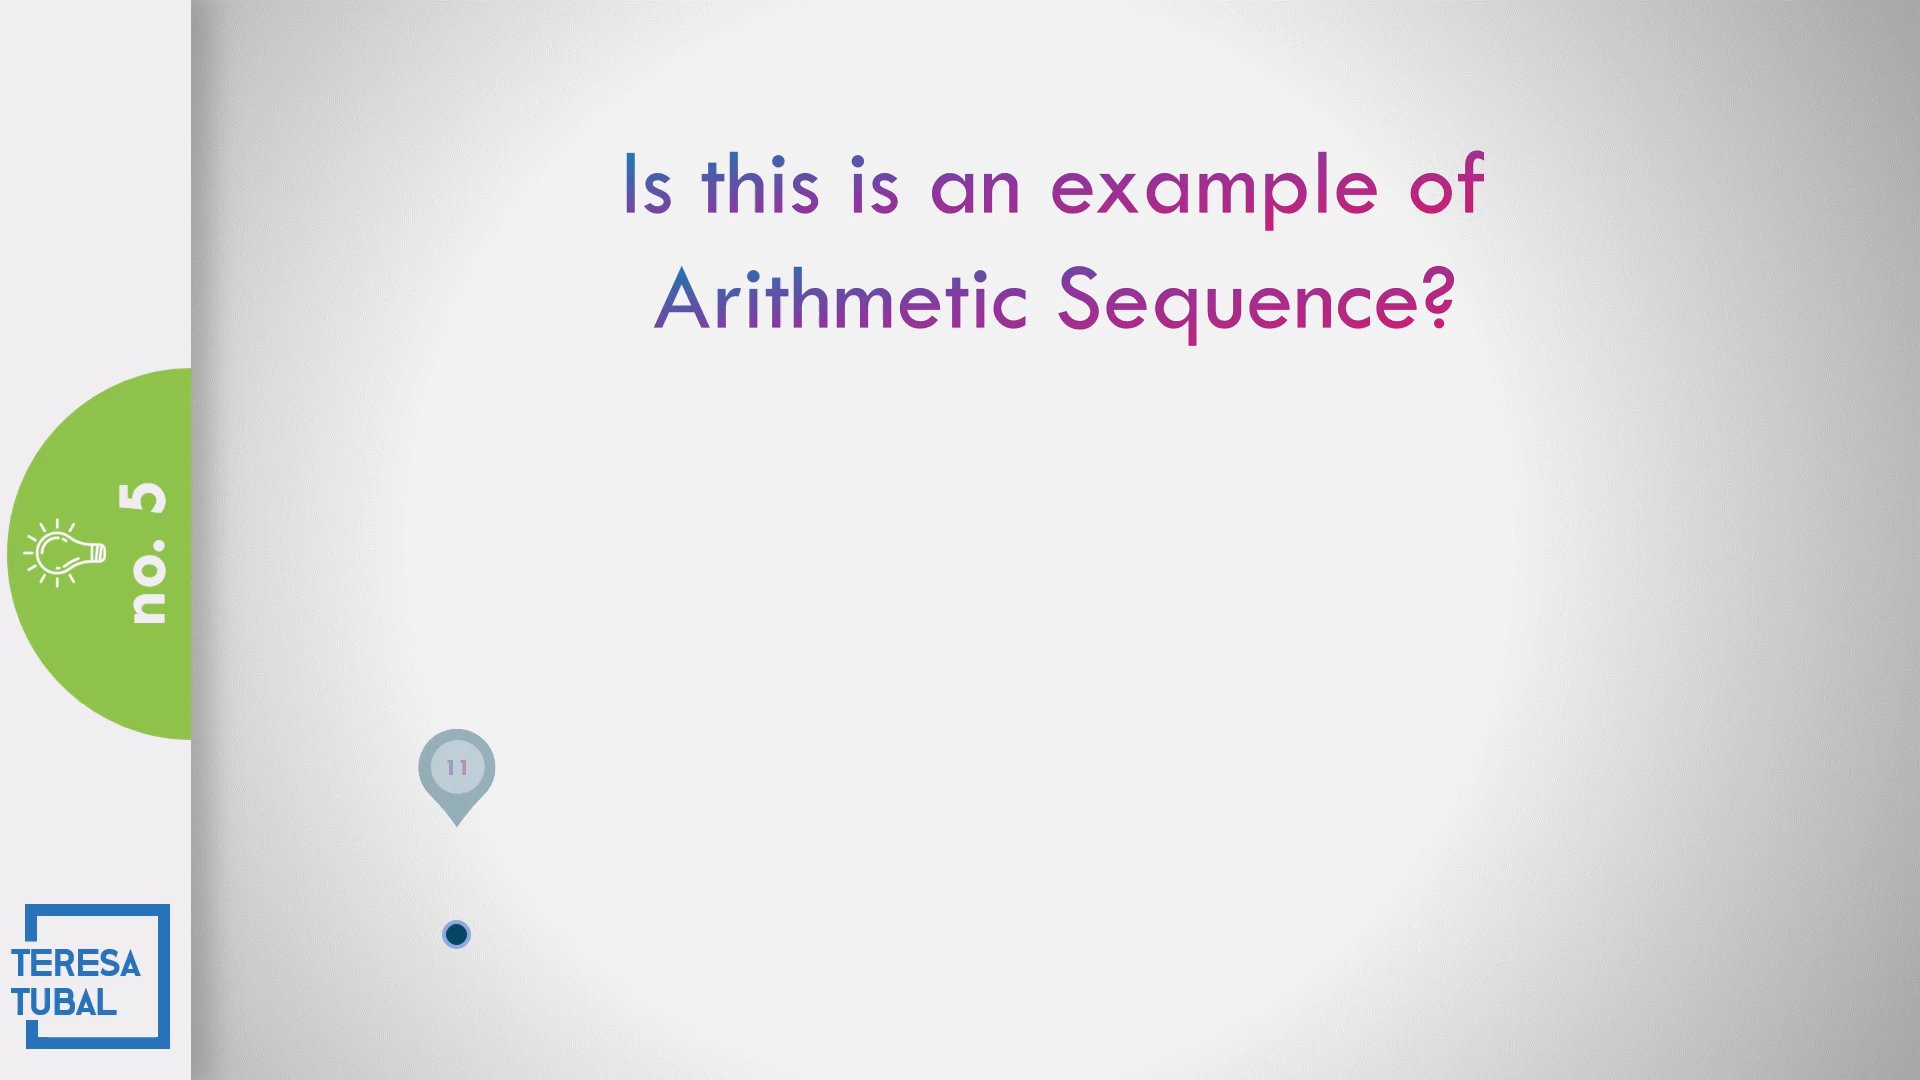 Is this is an example of
Arithmetic Sequence?
no. 5
11
TERESA
TUBAL